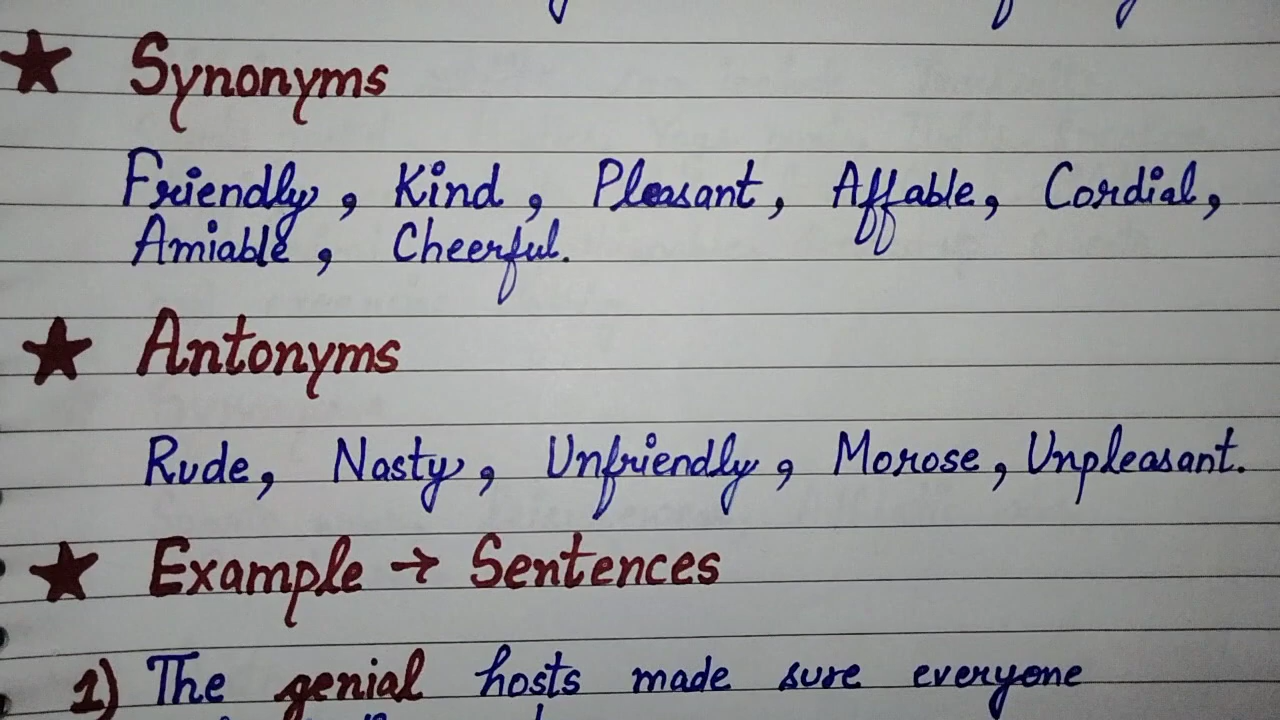 ★ Synonyms
Friendly, Kind, Pleasant, Affable, Cordial,
Amiable, Cheerful.
★ Antonyms
Rude, Nasty, Unfriendly, Morose, Unpleasant.
★ Example → Sentences
1) The genial hosts made sure everyone